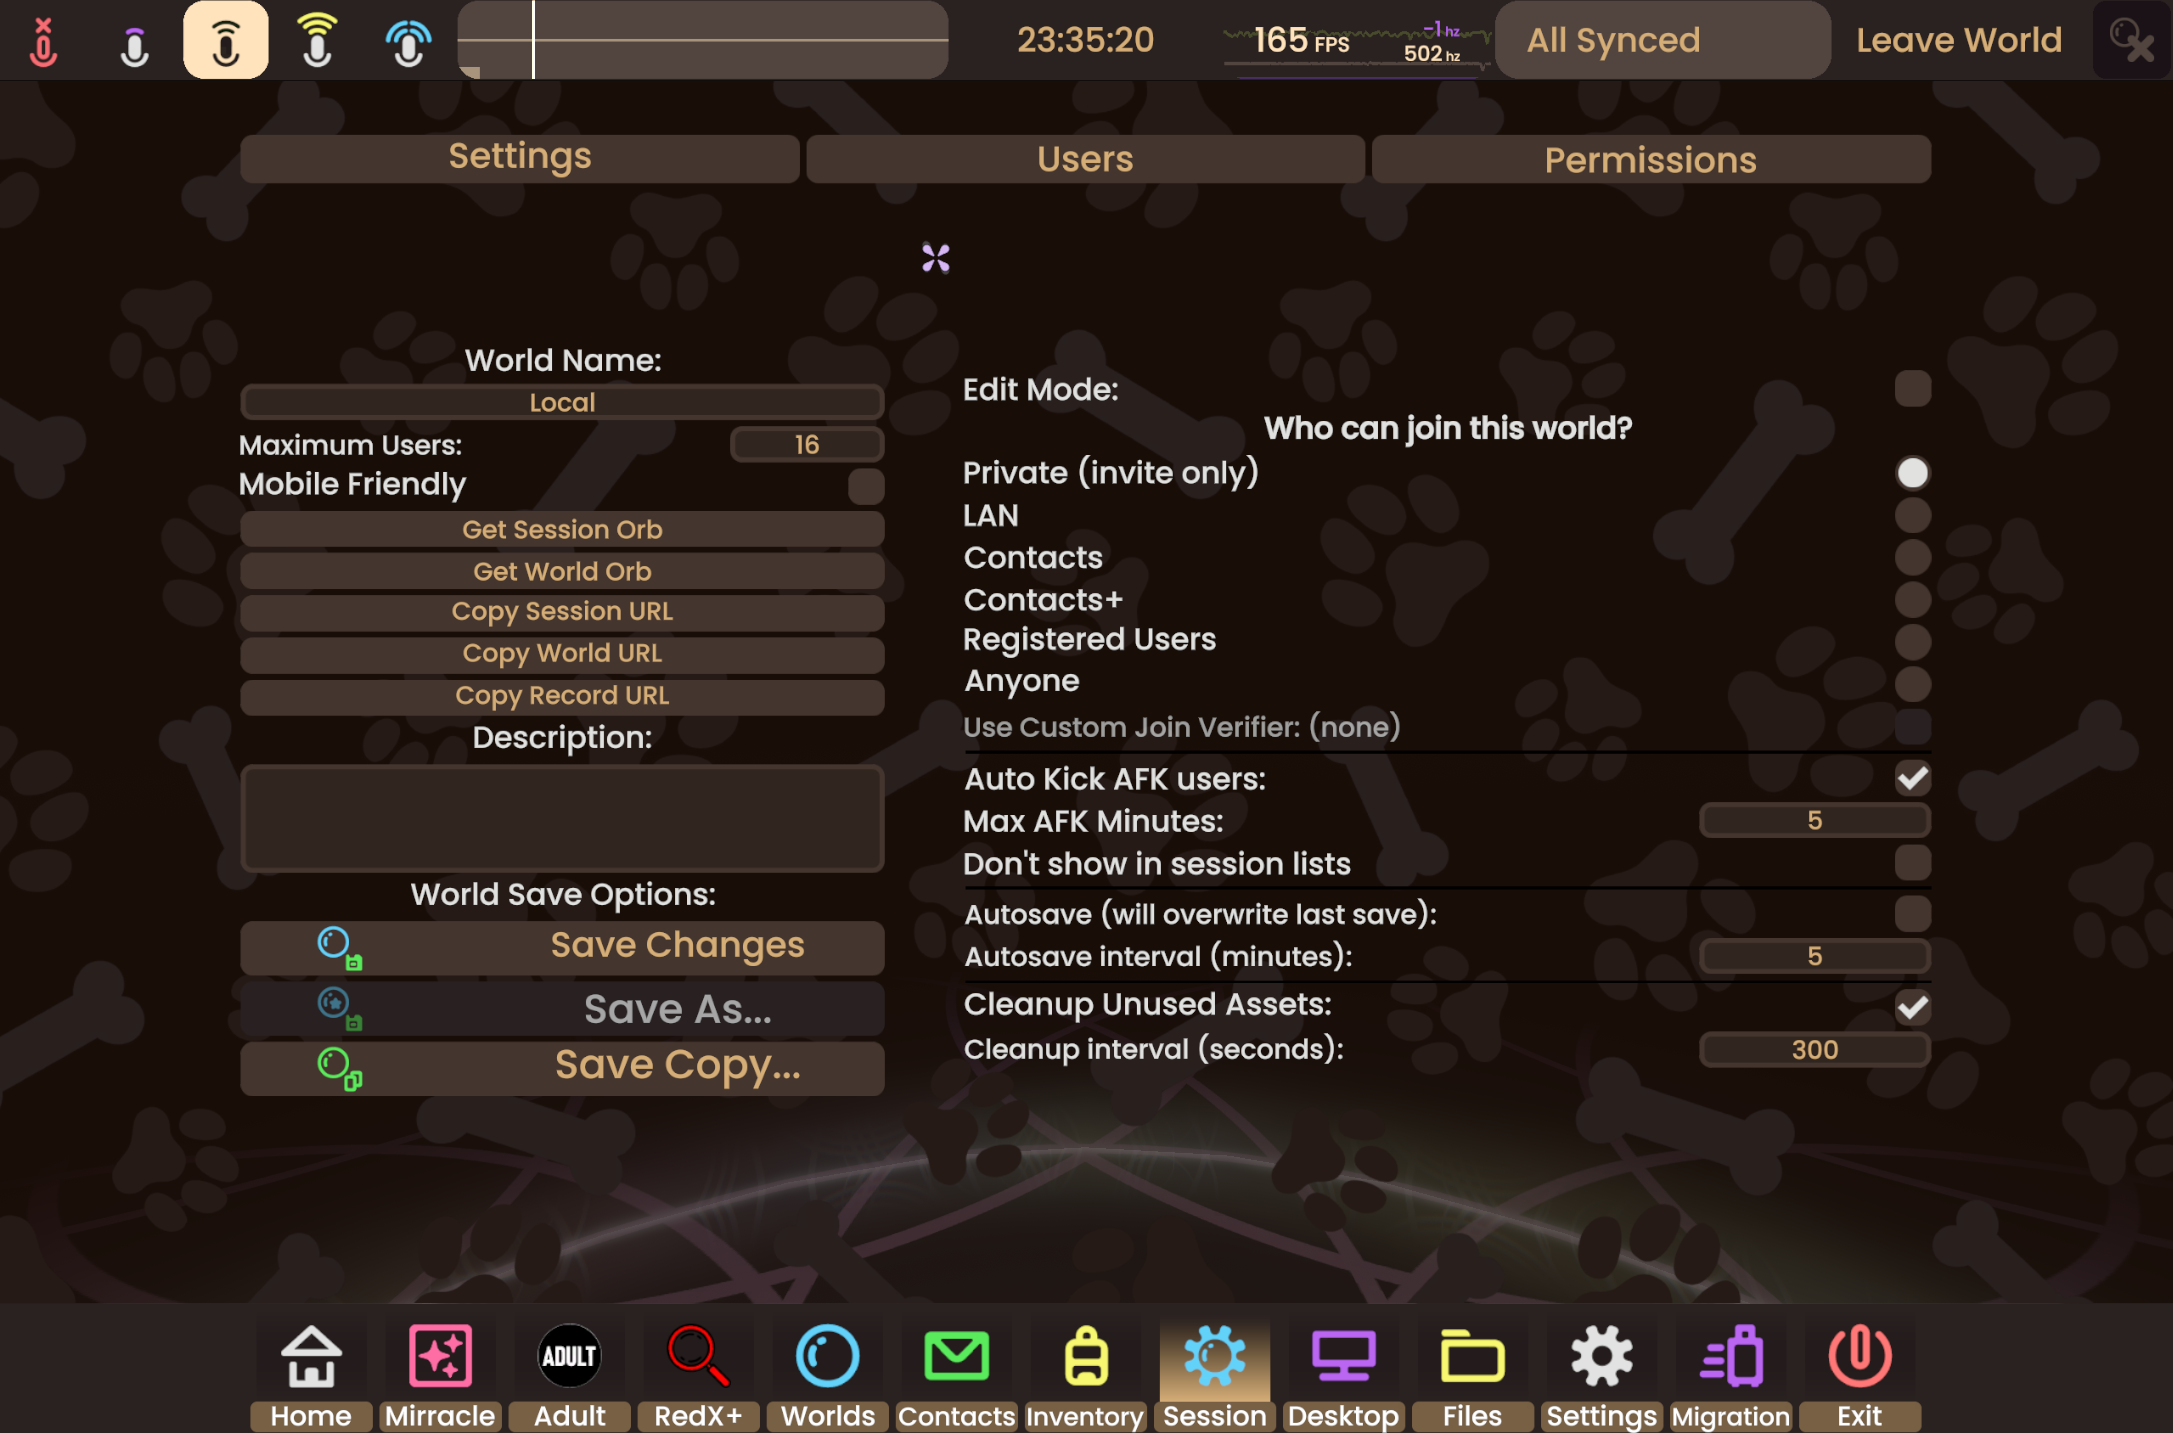 23:35:20
165 FPS
-1 hz
502 hz
All Synced
Leave World
Settings
Users
Permissions
World Name:
Local
Maximum Users:
16
Mobile Friendly
Get Session Orb
Get World Orb
Copy Session URL
Copy World URL
Copy Record URL
Description:
World Save Options:
Save Changes
Save As...
Save Copy...
Edit Mode:
Who can join this world?
Private (invite only)
LAN
Contacts
Contacts+
Registered Users
Anyone
Use Custom Join Verifier: (none)
Auto Kick AFK users:
Max AFK Minutes:
5
Don't show in session lists
Autosave (will overwrite last save):
Autosave interval (minutes):
5
Cleanup Unused Assets:
Cleanup interval (seconds):
300
ADULT
Home
Mirracle
Adult
RedX+
Worlds
Contacts
Inventory
Session
Desktop
Files
Settings
Migration
Exit